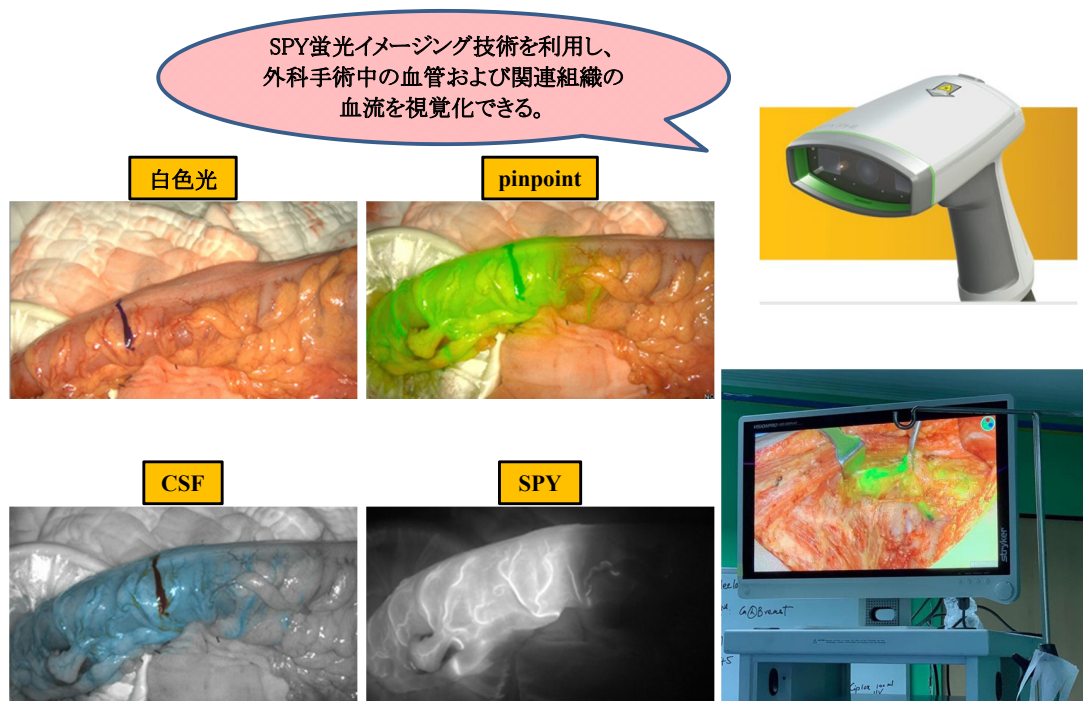 SPY蛍光イメージング技術を利用し、
外科手術中の血管および関連組織の
血流を視覚化できる。
白色光
pinpoint
CSF
SPY
stryker
Breast